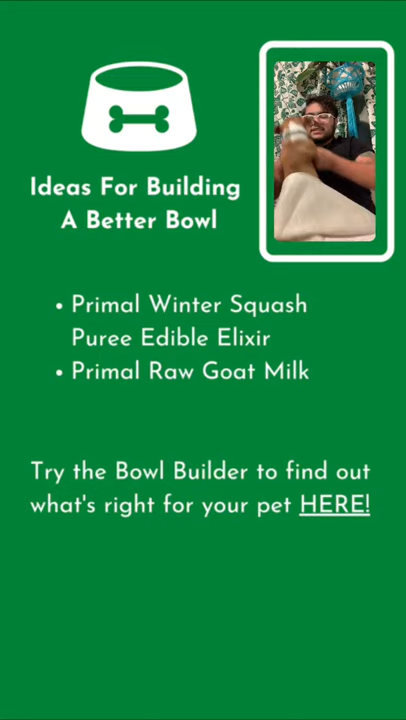 Ideas For Building
A Better Bowl
• Primal Winter Squash
Puree Edible Elixir
• Primal Raw Goat Milk
Try the Bowl Builder to find out
what's right for your pet HERE!